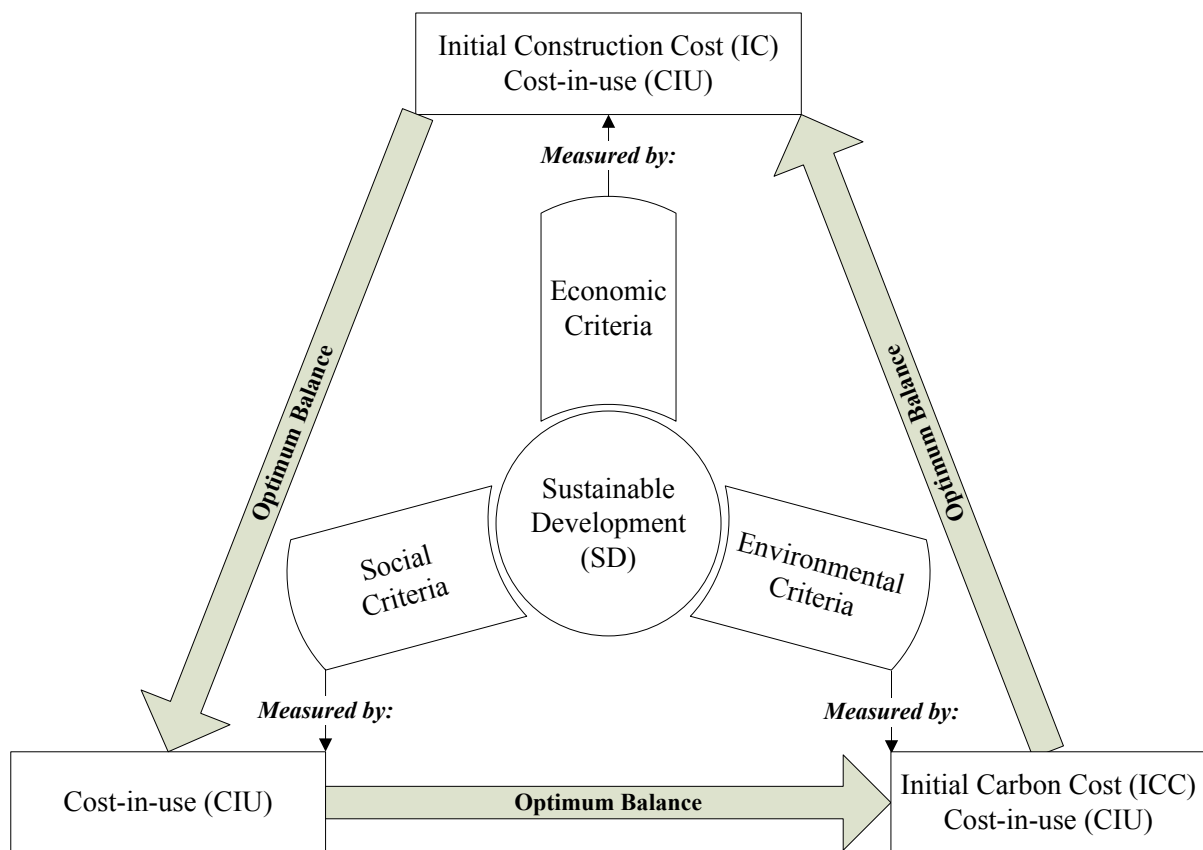 Initial Construction Cost (IC)
Cost-in-use (CIU)
Measured by:
Economic
Criteria
Optimum Balance
Optimum Balance
Sustainable
Development
(SD)
Social
Criteria
Environmental
Criteria
Measured by:
Measured by:
Cost-in-use (CIU)
Optimum Balance
Initial Carbon Cost (ICC)
Cost-in-use (CIU)